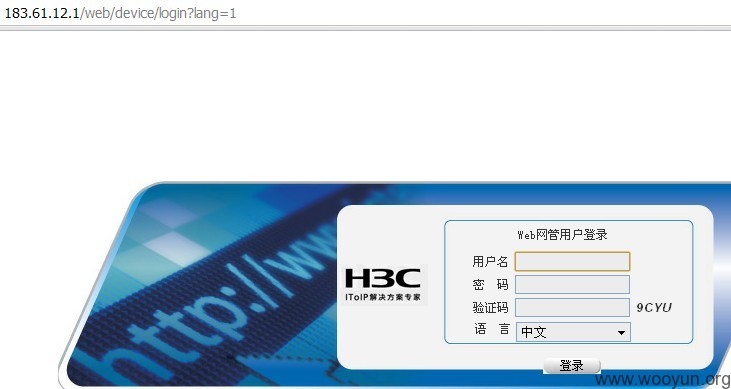 183.61.12.1/web/device/login?lang=1
http://www
Web网管用户登录
用户名
密 码
验证码 9CYU
语 言 中文
H3C
IToIP解决方案专家
登录
www.wooyun.org